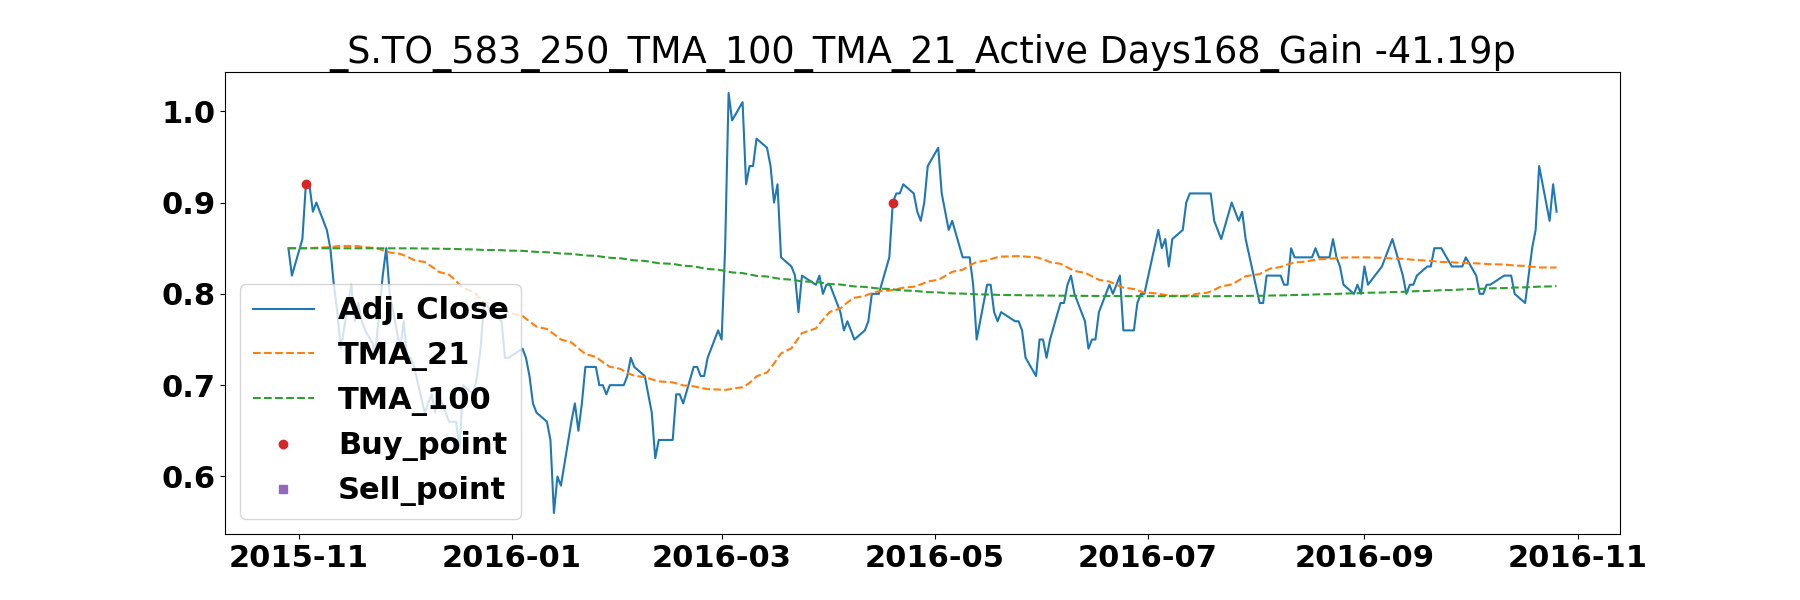 _S.TO_583_250_TMA_100_TMA_21_Active Days168_Gain -41.19p
1.0
0.9
0.8
0.7
0.6
Adj. Close
TMA_21
TMA_100
Buy_point
Sell_point
2015-11 2016-01 2016-03 2016-05 2016-07 2016-09 2016-11